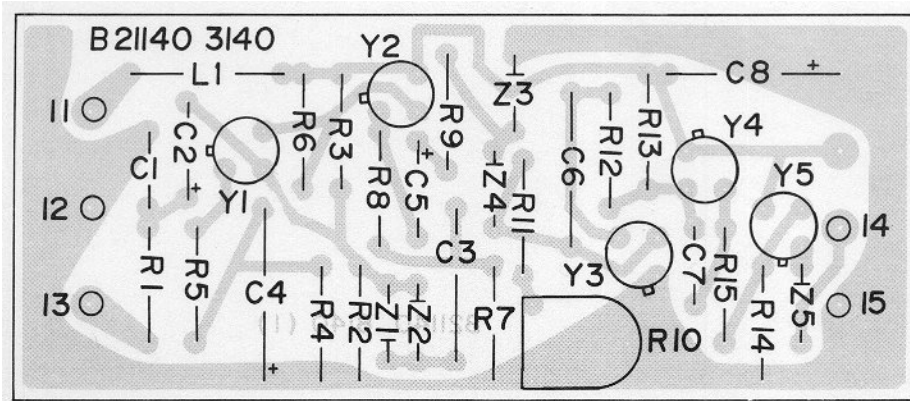 B21140 3140
Y2
L1
Z3
C8
+
11
C2
R6
R3
R9
R12
R13
Y4
C1
+
Y1
R8
+
C5
Z4
R11
C6
Y5
12
14
R1
R5
C4
C3
Y3
C7
R15
13
R4
R2
Z1
Z2
R7
R10
R14
Z5
15
+